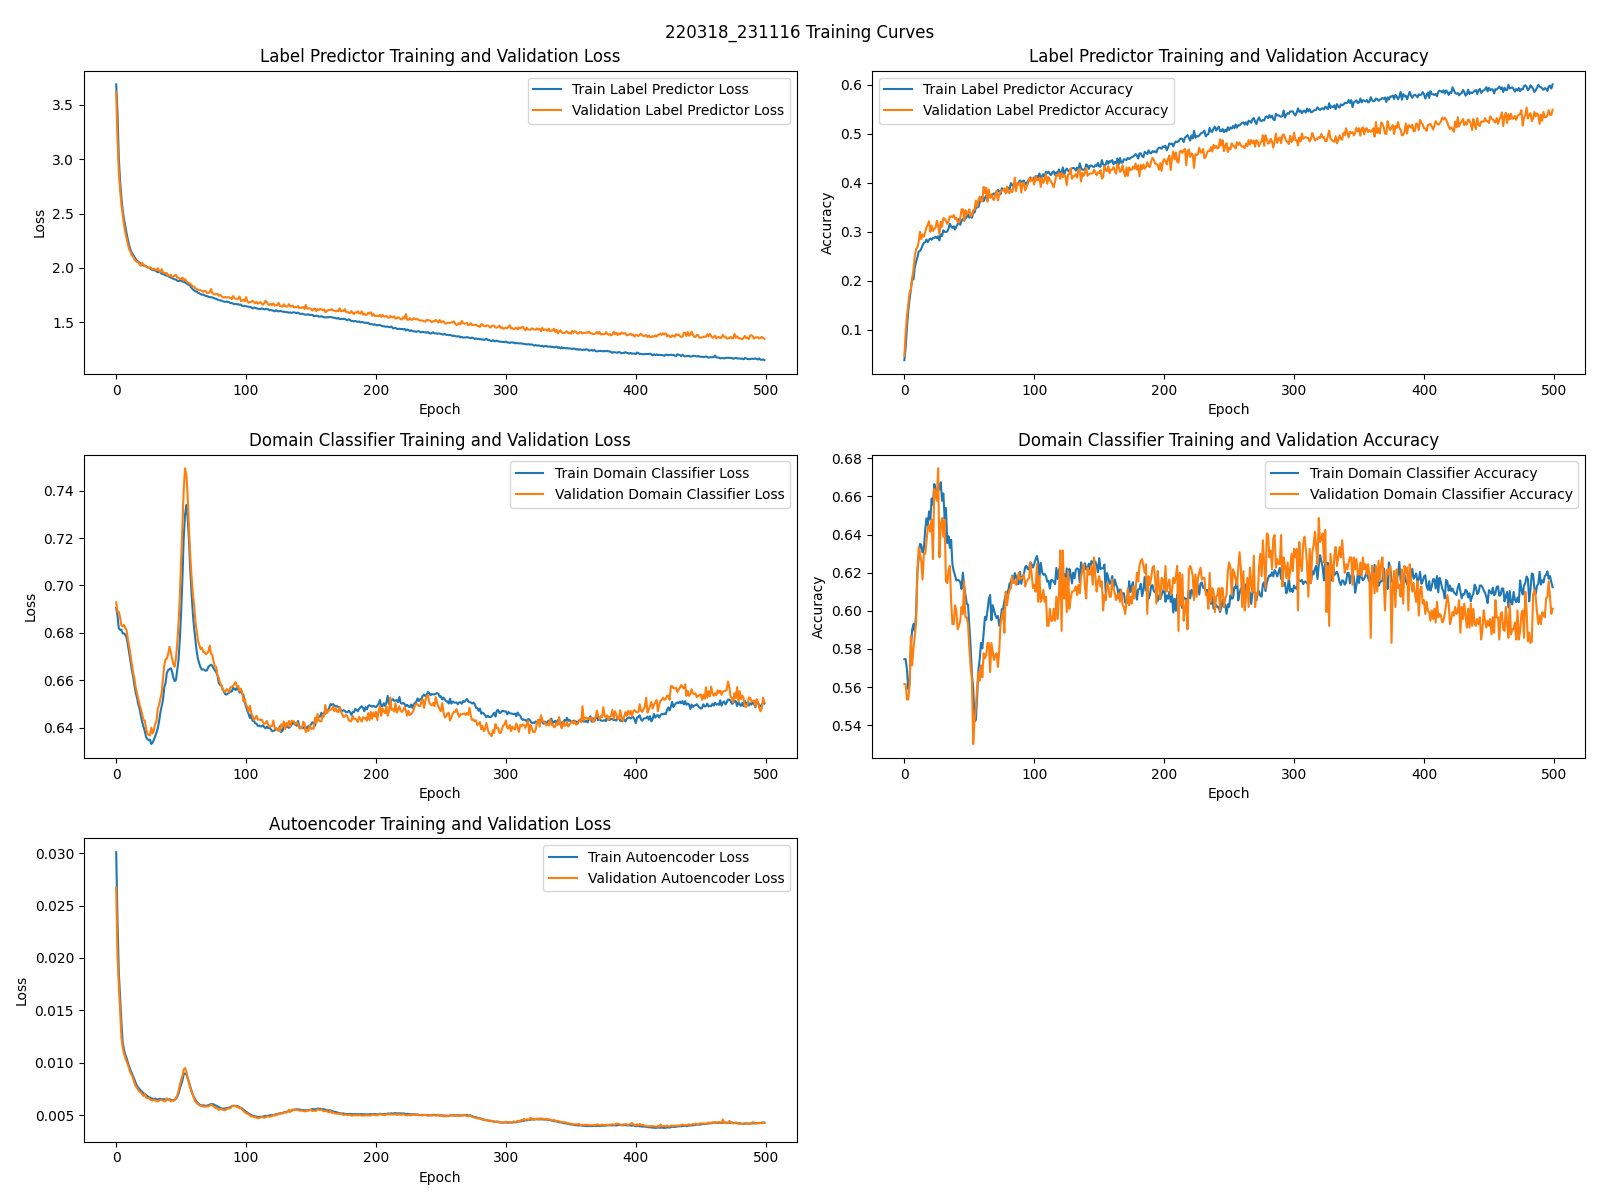 220318_231116 Training Curves
Label Predictor Training and Validation Loss
Train Label Predictor Loss
Validation Label Predictor Loss
3.5
3.0
2.5
2.0
1.5
Loss
0 100 200 300 400 500
Epoch
Label Predictor Training and Validation Accuracy
Train Label Predictor Accuracy
Validation Label Predictor Accuracy
0.6
0.5
0.4
0.3
0.2
0.1
Accuracy
0 100 200 300 400 500
Epoch
Domain Classifier Training and Validation Loss
Train Domain Classifier Loss
Validation Domain Classifier Loss
0.74
0.72
0.70
0.68
0.66
0.64
Loss
0 100 200 300 400 500
Epoch
Domain Classifier Training and Validation Accuracy
Train Domain Classifier Accuracy
Validation Domain Classifier Accuracy
0.68
0.66
0.64
0.62
0.60
0.58
0.56
0.54
Accuracy
0 100 200 300 400 500
Epoch
Autoencoder Training and Validation Loss
Train Autoencoder Loss
Validation Autoencoder Loss
0.030
0.025
0.020
0.015
0.010
0.005
Loss
0 100 200 300 400 500
Epoch